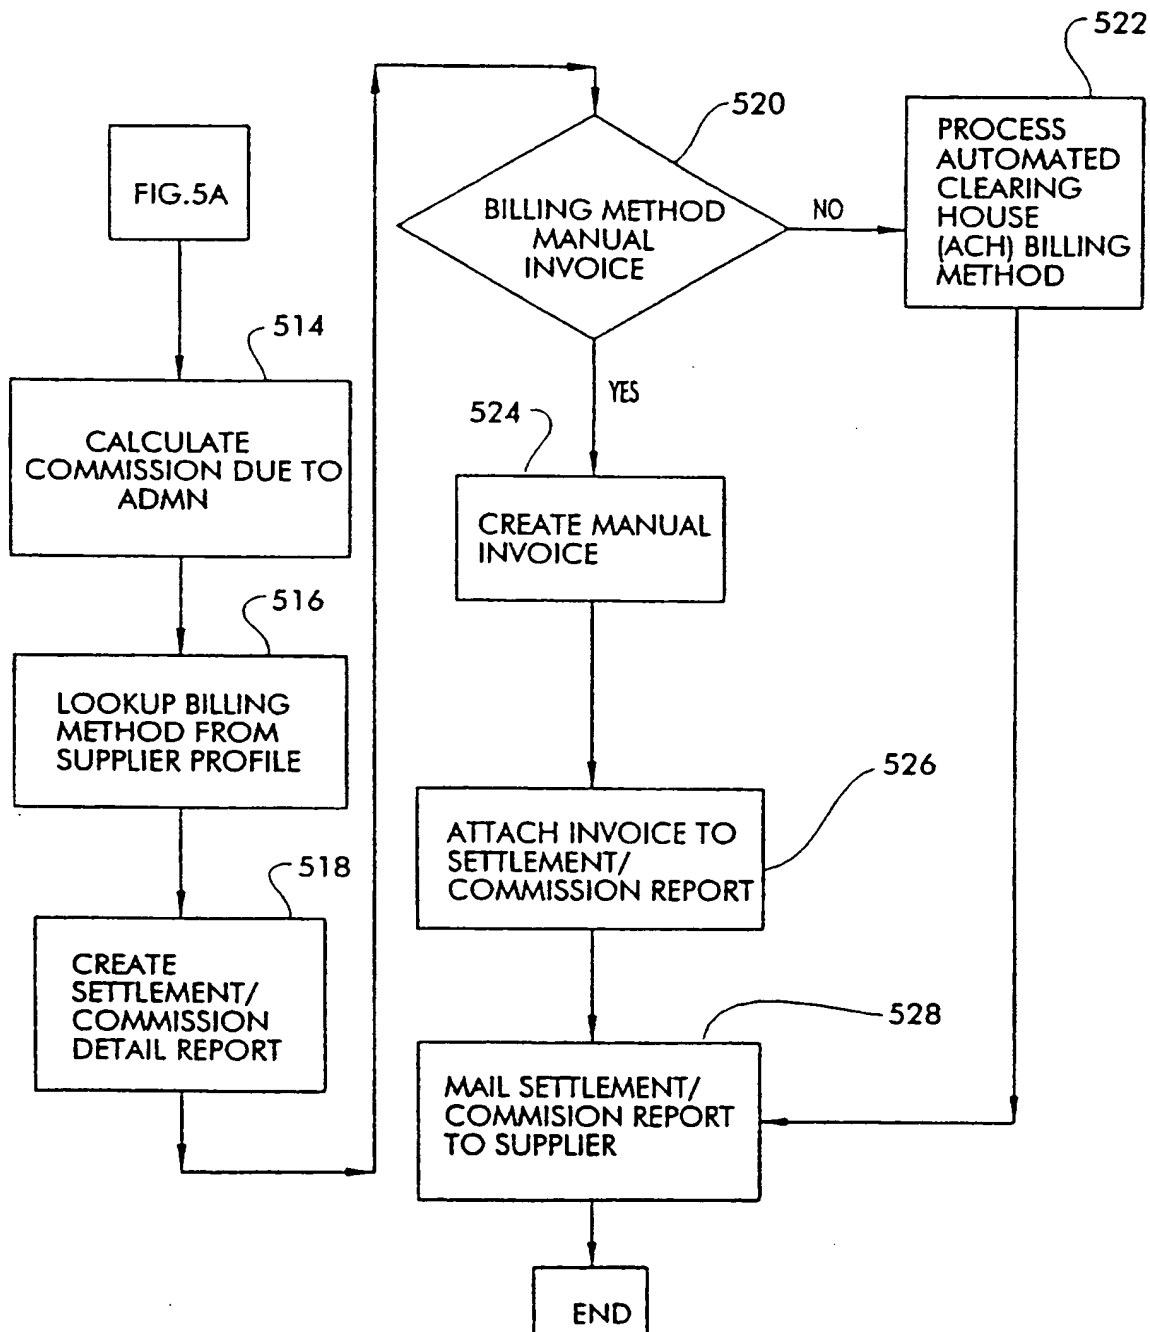 FIG.5A
514
CALCULATE
COMMISSION DUE TO
ADMN
516
LOOKUP BILLING
METHOD FROM
SUPPLIER PROFILE
518
CREATE
SETTLEMENT/
COMMISSION
DETAIL REPORT
520
BILLING METHOD
MANUAL
INVOICE
NO
YES
522
PROCESS
AUTOMATED
CLEARING
HOUSE
(ACH) BILLING
METHOD
524
CREATE MANUAL
INVOICE
526
ATTACH INVOICE TO
SETTLEMENT/
COMMISSION REPORT
528
MAIL SETTLEMENT/
COMMISION REPORT
TO SUPPLIER
END